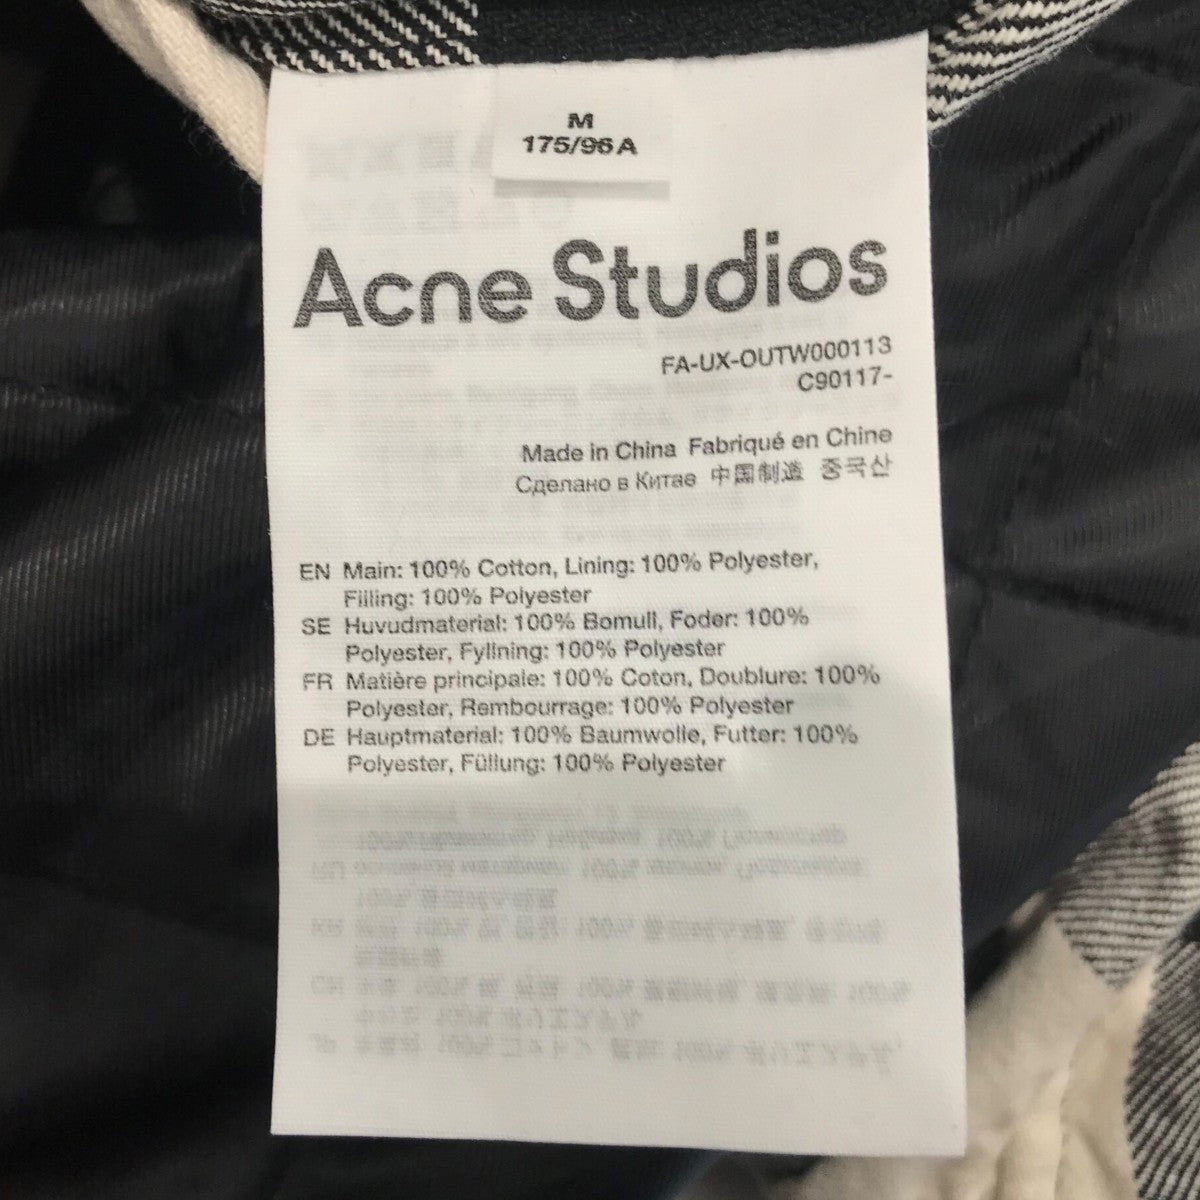 M
175/96A
Acne Studios
FA-UX-OUTW000113
C90117-
Made in China Fabriqué en Chine
Сделано в Китае 中国制造 중국산
EN Main: 100% Cotton, Lining: 100% Polyester,
Filling: 100% Polyester
SE Huvudmaterial: 100% Bomull, Foder: 100%
Polyester, Fyllning: 100% Polyester
FR Matière principale: 100% Coton, Doublure: 100%
Polyester, Rembourrage: 100% Polyester
DE Hauptmaterial: 100% Baumwolle, Futter: 100%
Polyester, Füllung: 100% Polyester